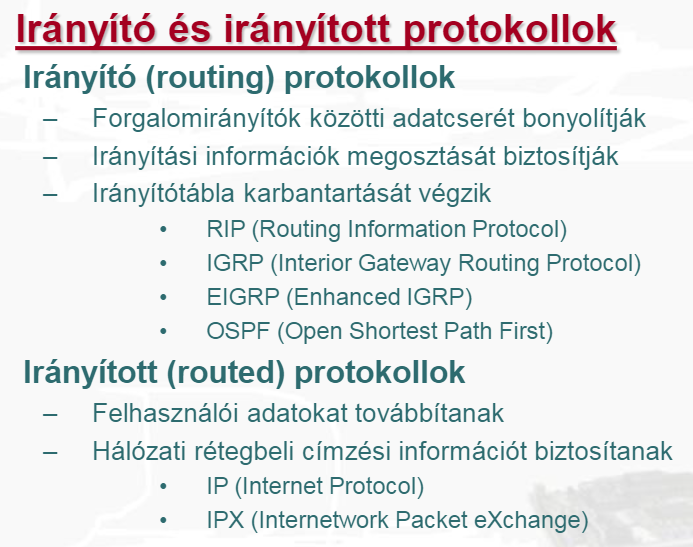 Irányító és irányított protokollok
Irányító (routing) protokollok
– Forgalomirányítók közötti adatcserét bonyolítják
– Irányítási információk megosztását biztosítják
– Irányítótábla karbantartását végzik
• RIP (Routing Information Protocol)
• IGRP (Interior Gateway Routing Protocol)
• EIGRP (Enhanced IGRP)
• OSPF (Open Shortest Path First)
Irányított (routed) protokollok
– Felhasználói adatokat továbbítanak
– Hálózati rétegbeli címzési információt biztosítanak
• IP (Internet Protocol)
• IPX (Internetwork Packet eXchange)